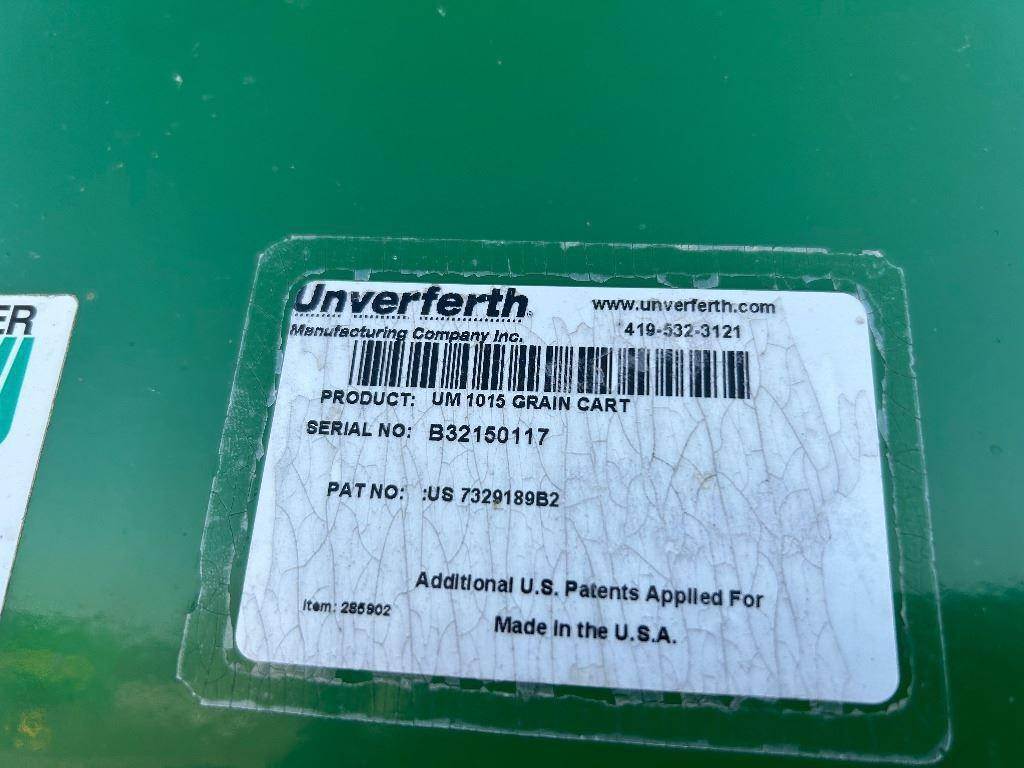 ER
Unverferth
Manufacturing Company Inc.
www.unverferth.com
419-532-3121
PRODUCT: UM 1015 GRAIN CART
SERIAL NO: B32150117
PAT NO: :US 7329189B2
Additional U.S. Patents Applied For
Item: 285902
Made in the U.S.A.